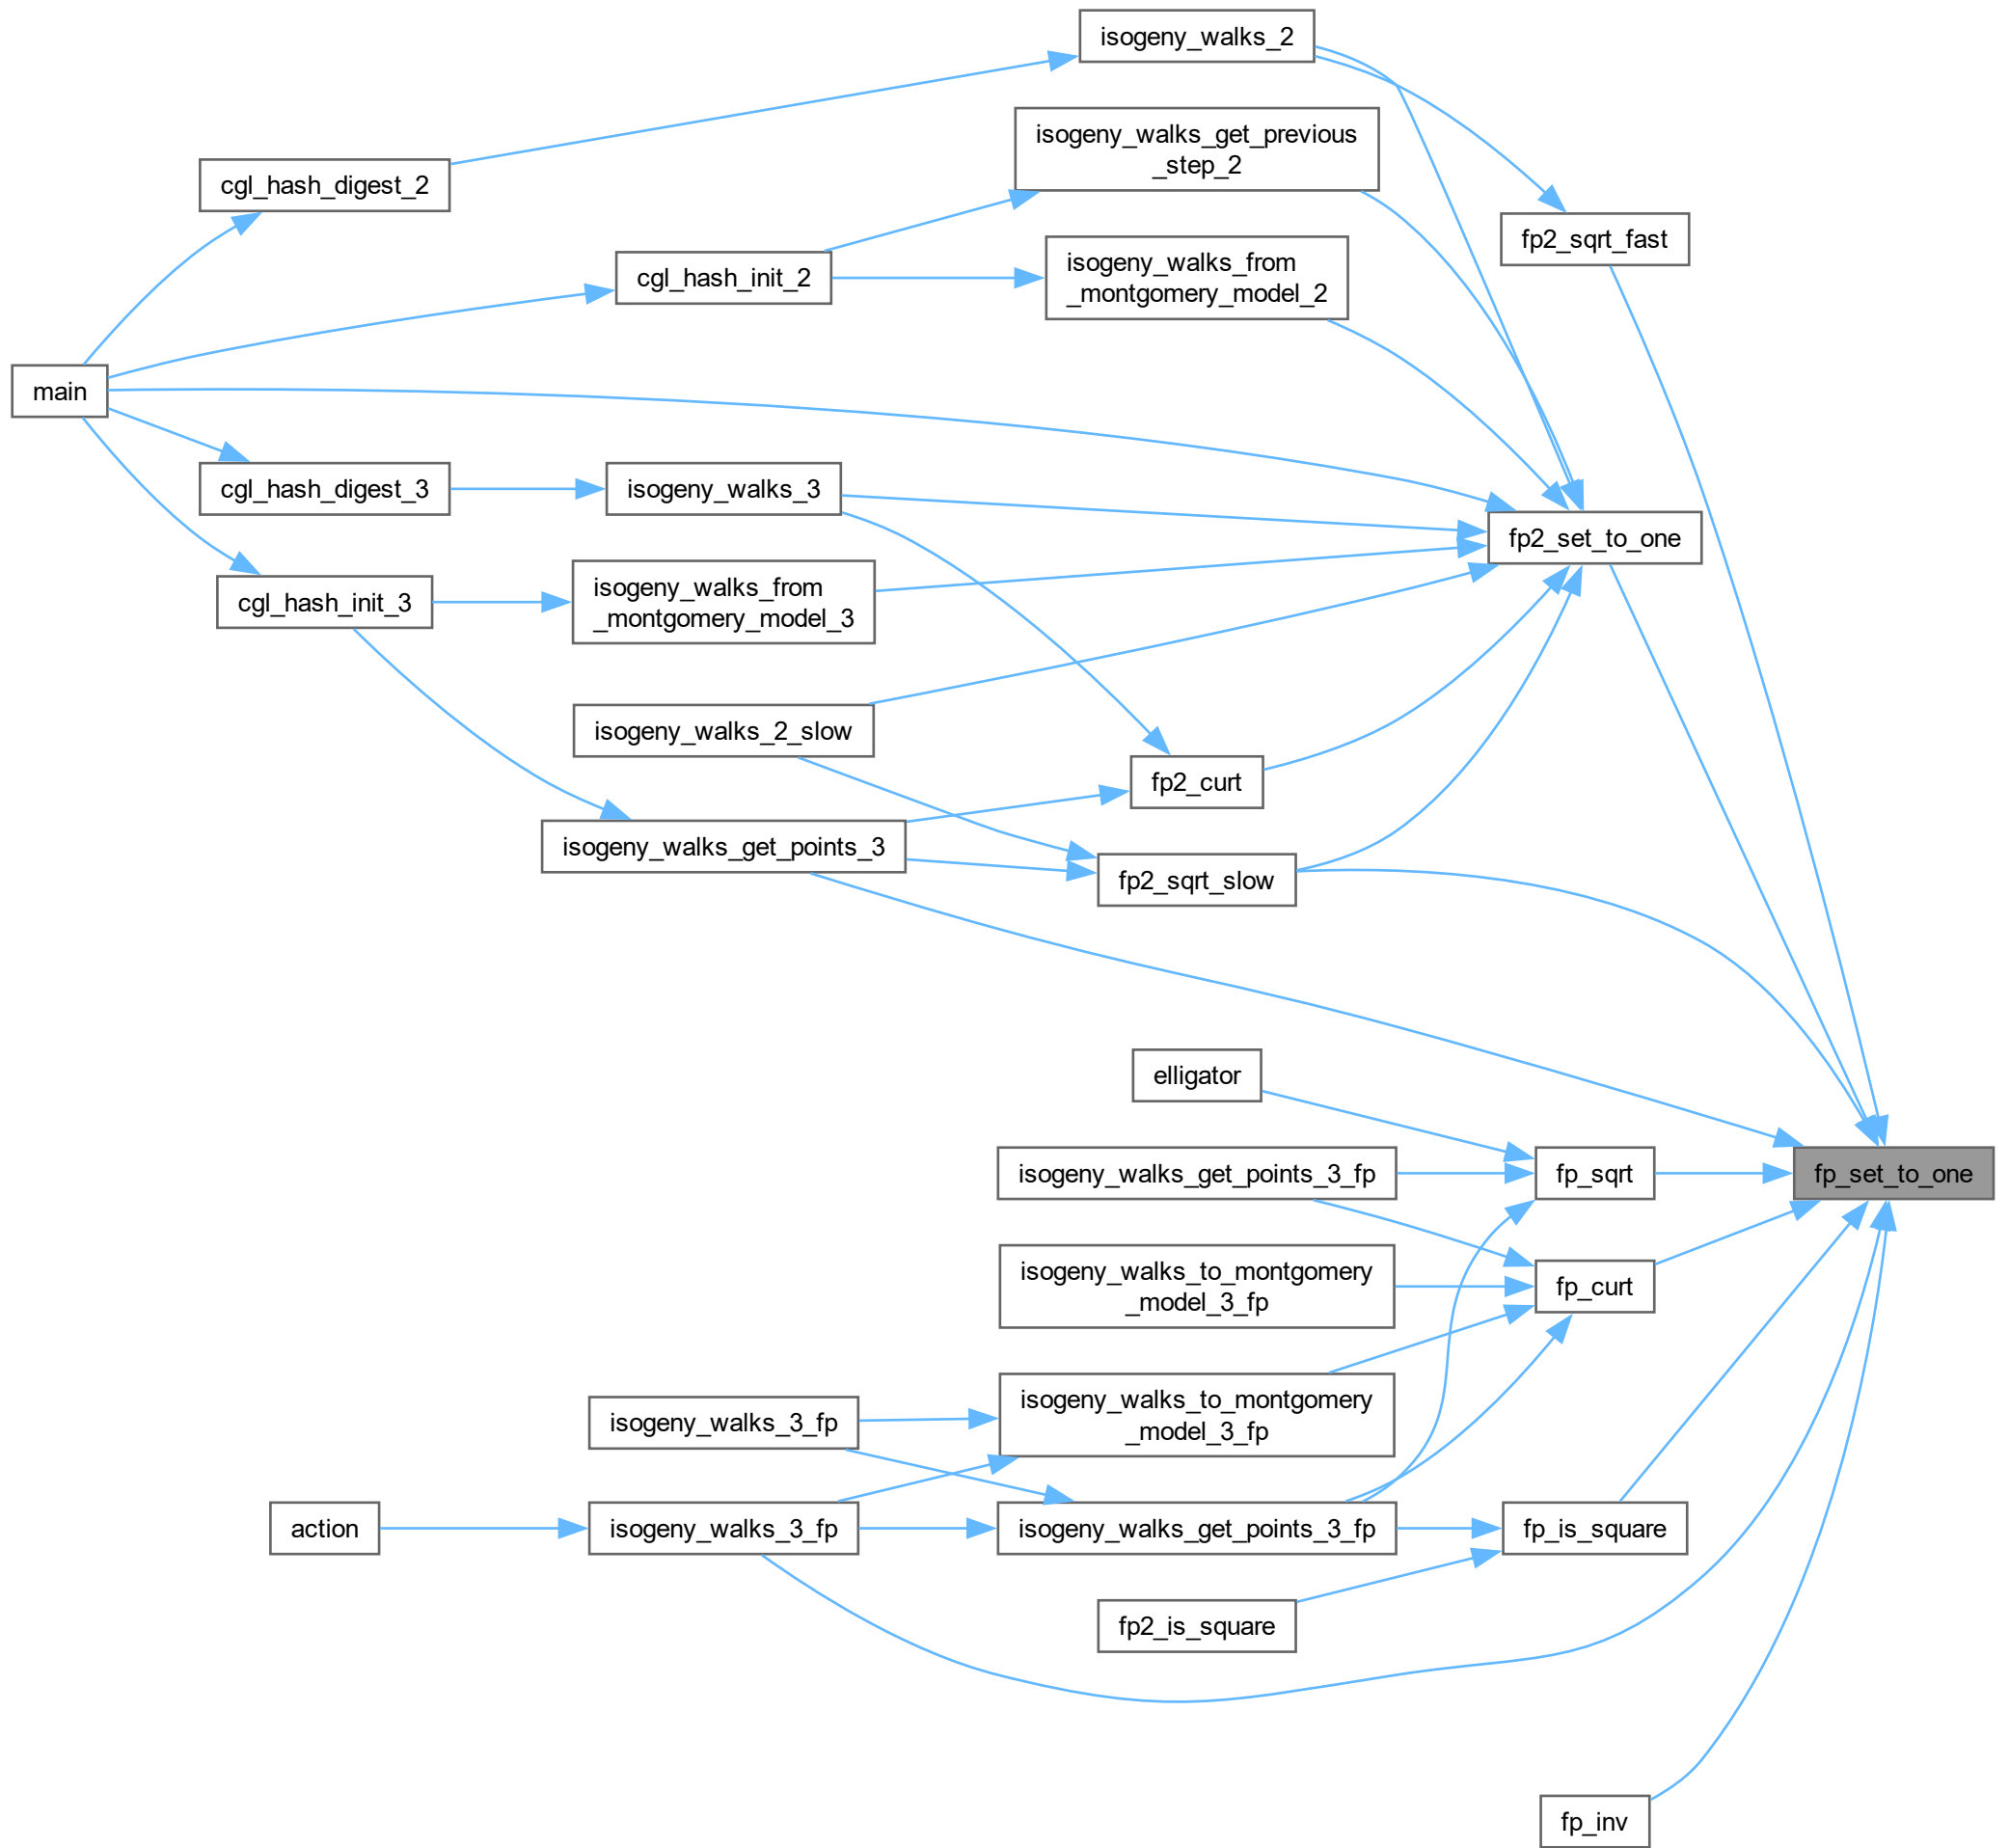 isogeny_walks_2
isogeny_walks_get_previous
_step_2
cgl_hash_digest_2
fp2_sqrt_fast
cgl_hash_init_2
isogeny_walks_from
_montgomery_model_2
main
cgl_hash_digest_3
isogeny_walks_3
fp2_set_to_one
cgl_hash_init_3
isogeny_walks_from
_montgomery_model_3
isogeny_walks_2_slow
fp2_curt
isogeny_walks_get_points_3
fp2_sqrt_slow
elligator
isogeny_walks_get_points_3_fp
fp_sqrt
fp_set_to_one
isogeny_walks_to_montgomery
_model_3_fp
fp_curt
isogeny_walks_3_fp
isogeny_walks_to_montgomery
_model_3_fp
action
isogeny_walks_3_fp
isogeny_walks_get_points_3_fp
fp_is_square
fp2_is_square
fp_inv